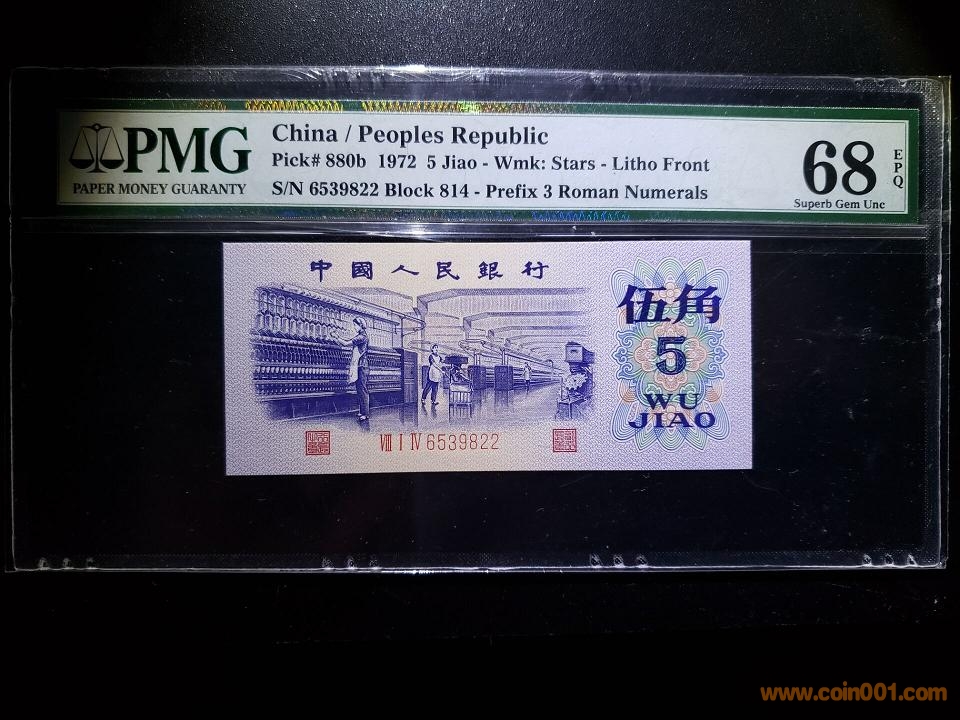 PMG
PAPER MONEY GUARANTY
China / Peoples Republic
Pick# 880b 1972 5 Jiao - Wmk: Stars - Litho Front
S/N 6539822 Block 814 - Prefix 3 Roman Numerals
68
EPQ
Superb Gem Unc
中國人民銀行
伍角
5
WU
JIAO
VIII I IV 6539822
www.coin001.com